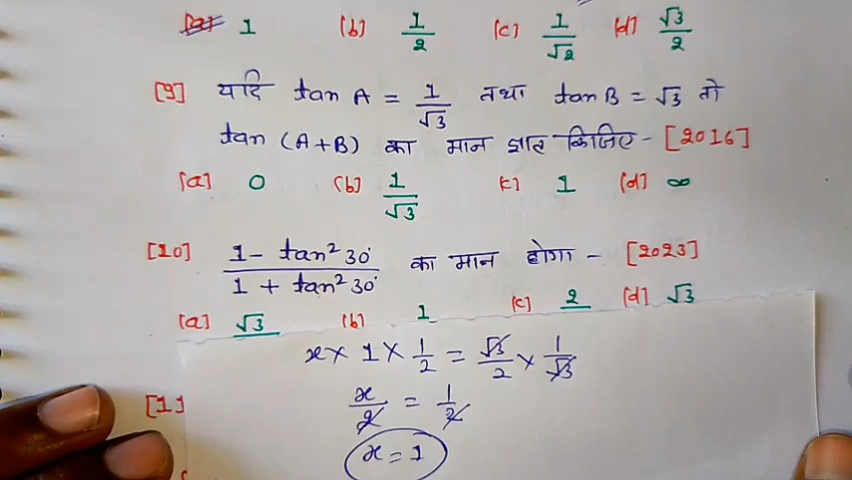 [a] 1 [b] 1/2 [c] 1/√2 [d] √3/2
[9] यदि tan A = 1/√3 तथा tan B = √3 तो
tan (A+B) का मान ज्ञात किजिए - [2016]
[a] 0 [b] 1/√3 [c] 1 [d] ∞
[10] (1 - tan² 30°)/(1 + tan² 30°) का मान होगा - [2023]
[a] √3 [b] 1 [c] 2 [d] √3
x × 1 × 1/2 = √3/2 × 1/√3
x/2 = 1/2
x = 1
[11